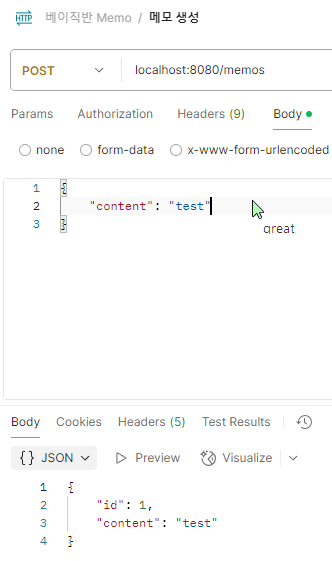 HTTP 베이직반 Memo / 메모 생성
POST localhost:8080/memos
Params Authorization Headers (9) Body
none form-data x-www-form-urlencoded
1 {
2 "content": "test"
great
3 }
Body Cookies Headers (5) Test Results
{} JSON Preview Visualize
1 {
2 "id": 1,
3 "content": "test"
4 }